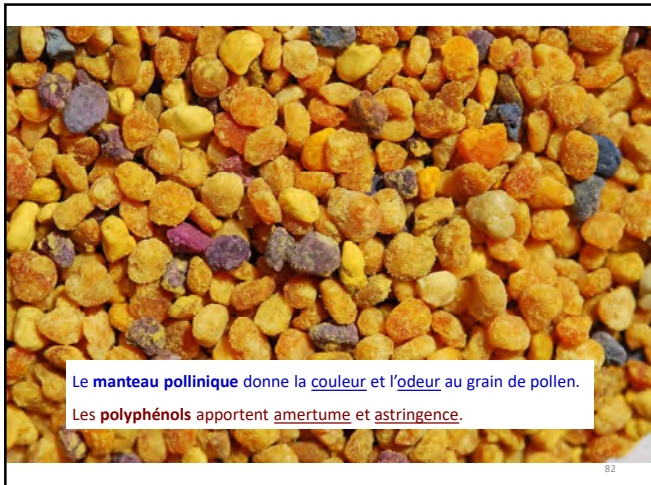 Le manteau pollinique donne la couleur et l'odeur au grain de pollen.
Les polyphénols apportent amertume et astringence.
82